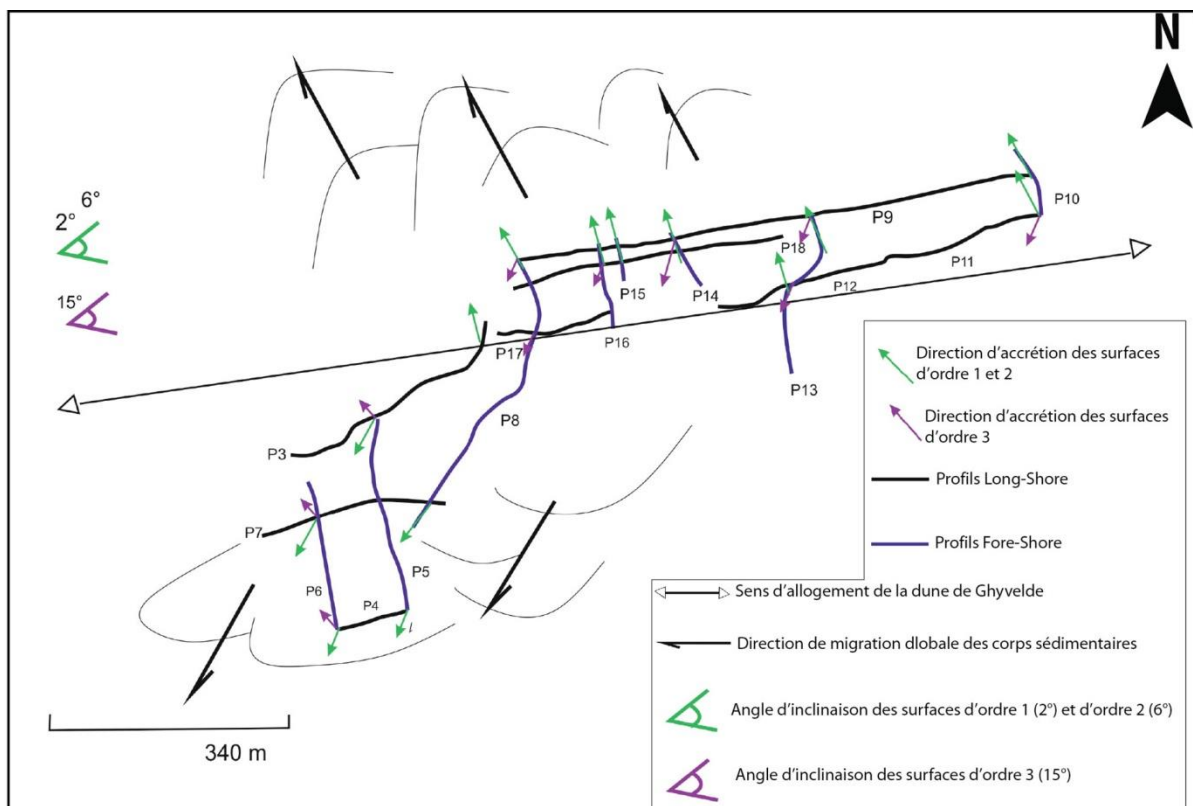 N
6°
2°
15°
P10
P9
P18
P11
P15
P14
P12
P17
P16
P13
P8
P3
P7
P5
P6
P4
340 m
Direction d'accrétion des surfaces
d'ordre 1 et 2
Direction d'accrétion des surfaces
d'ordre 3
Profils Long-Shore
Profils Fore-Shore
Sens d'allogement de la dune de Ghyvelde
Direction de migration dlobale des corps sédimentaires
Angle d'inclinaison des surfaces d'ordre 1 (2°) et d'ordre 2 (6°)
Angle d'inclinaison des surfaces d'ordre 3 (15°)